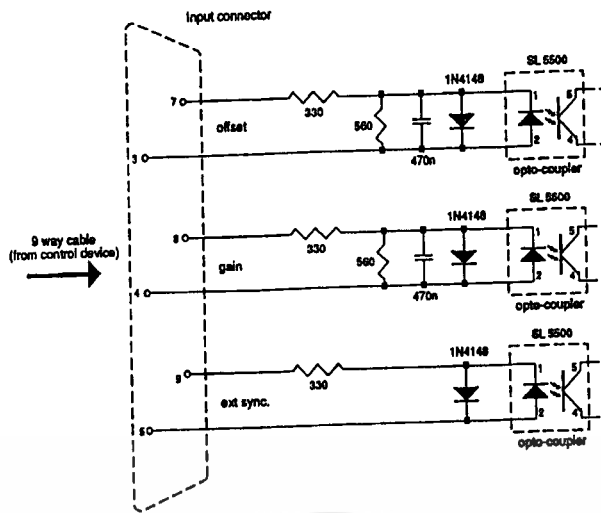 Input connector
SL 5500
1N4148
7
330
1
5
offset
560
2
4
3
470n
opto-coupler
SL 5500
9 way cable
(from control device)
1N4148
8
330
1
5
gain
560
2
4
4
470n
opto-coupler
SL 5500
1N4148
9
330
1
5
ext sync.
2
4
opto-coupler